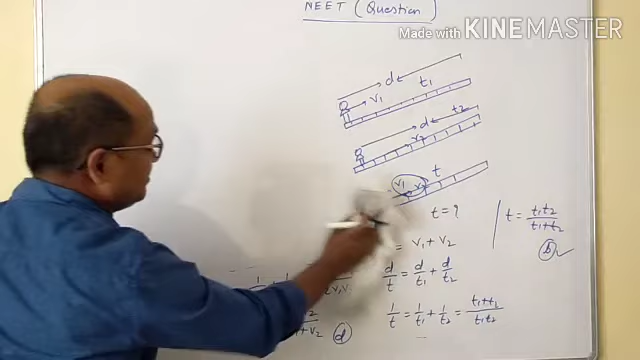 NEET (Question)
Made with KINEMASTER
d
t₁
v₁
t₂
d
v₂
t
v₁
t = ?
t = t₁t₂/t₁+t₂
= v₁+v₂
(b) ✓
d/t = d/t₁ + d/t₂
1/t = 1/t₁ + 1/t₂ = t₁+t₂/t₁t₂
(d)